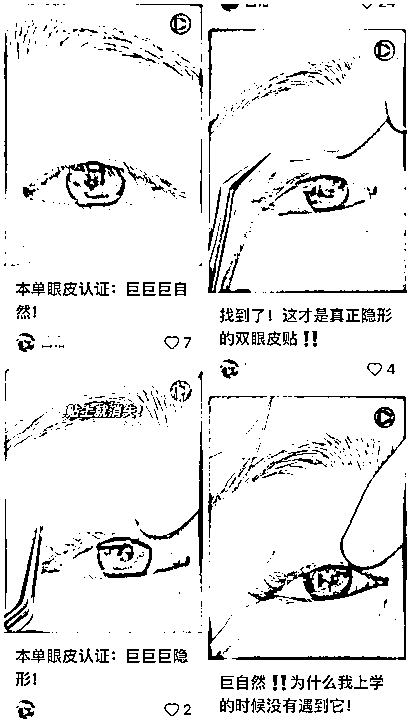 24
本单眼皮认证：巨巨巨自
然！
7
找到了！这才是真正隐形
的双眼皮贴‼
4
贴上就消失!
本单眼皮认证：巨巨巨隐
形！
2
巨自然‼为什么我上学
的时候没有遇到它！